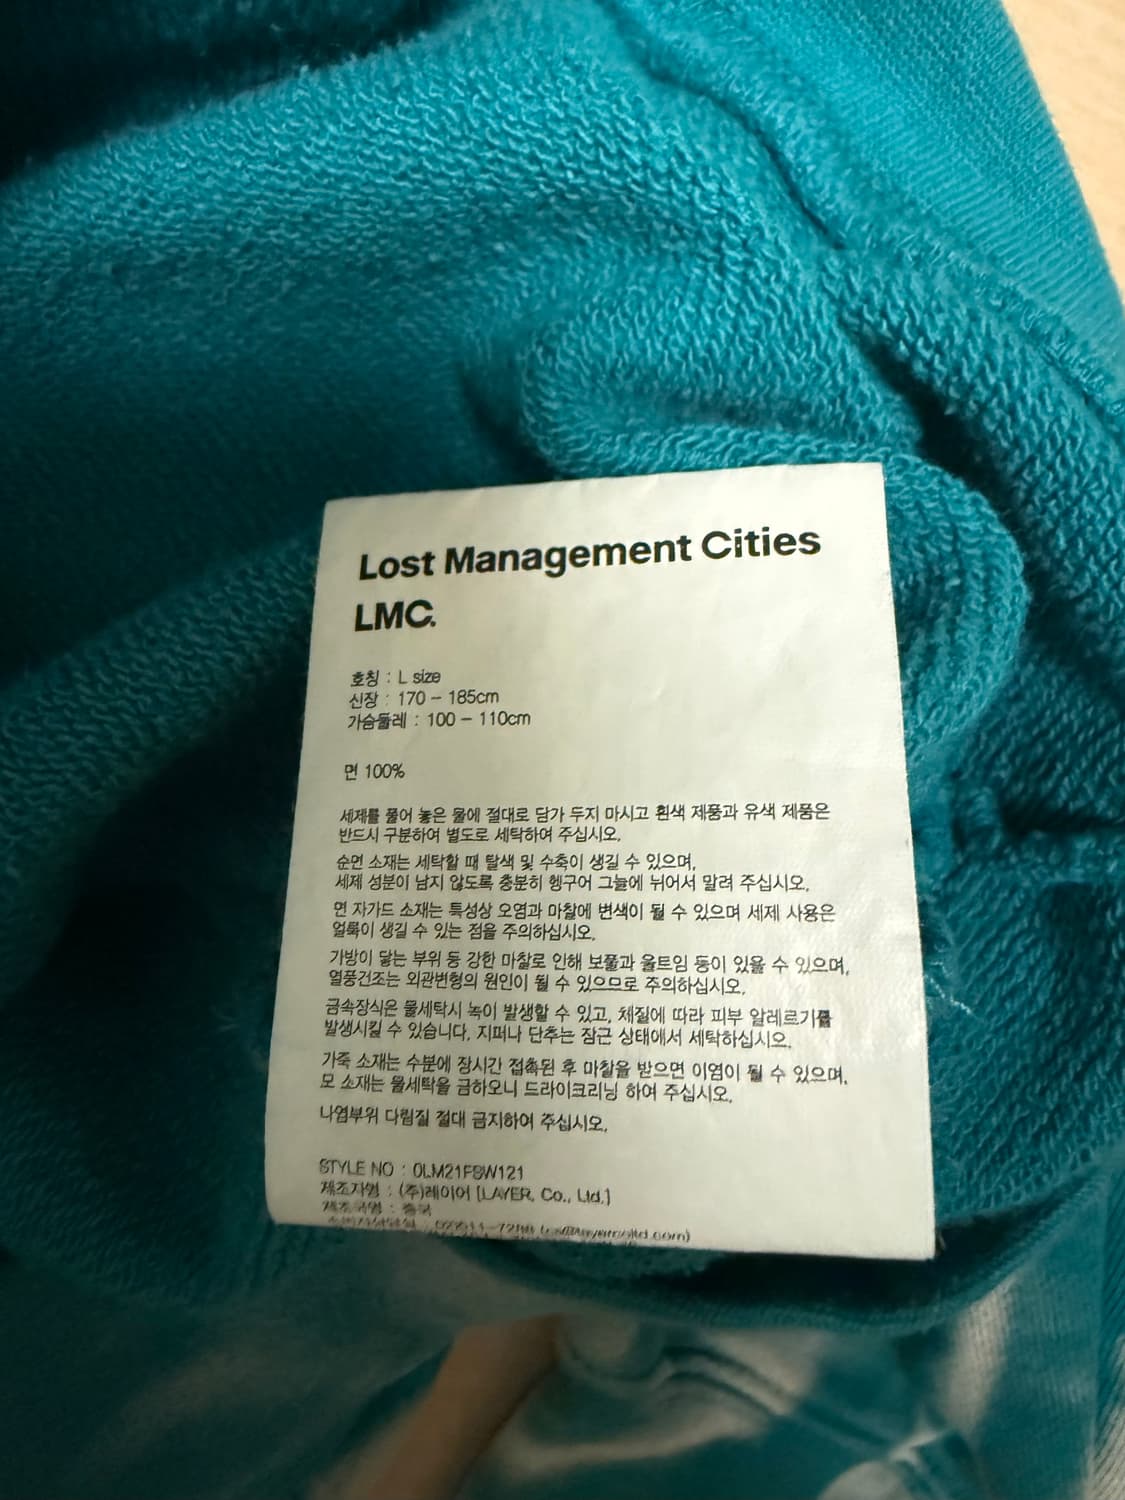 Lost Management Cities
LMC.
호칭 : L size
신장 : 170 - 185cm
가슴둘레 : 100 - 110cm
면 100%
세제를 풀어 놓은 물에 절대로 담가 두지 마시고 흰색 제품과 유색 제품은
반드시 구분하여 별도로 세탁하여 주십시오.
순면 소재는 세탁할 때 탈색 및 수축이 생길 수 있으며,
세제 성분이 남지 않도록 충분히 헹구어 그늘에 뉘어서 말려 주십시오.
면 자가드 소재는 특성상 오염과 마찰에 변색이 될 수 있으며 세제 사용은
얼룩이 생길 수 있는 점을 주의하십시오.
가방이 닿는 부위 등 강한 마찰로 인해 보풀과 올트임 등이 있을 수 있으며,
열풍건조는 외관변형의 원인이 될 수 있으므로 주의하십시오.
금속장식은 물세탁시 녹이 발생할 수 있고, 체질에 따라 피부 알레르기를
발생시킬 수 있습니다. 지퍼나 단추는 잠근 상태에서 세탁하십시오.
가죽 소재는 수분에 장시간 접촉된 후 마찰을 받으면 이염이 될 수 있으며,
모 소재는 물세탁을 금하오니 드라이크리닝 하여 주십시오.
나염부위 다림질 절대 금지하여 주십시오.
STYLE NO : 0LM21FSW121
제조자명 : (주)레이어 [LAYER, Co., Ltd.]
제조국명 : 중국